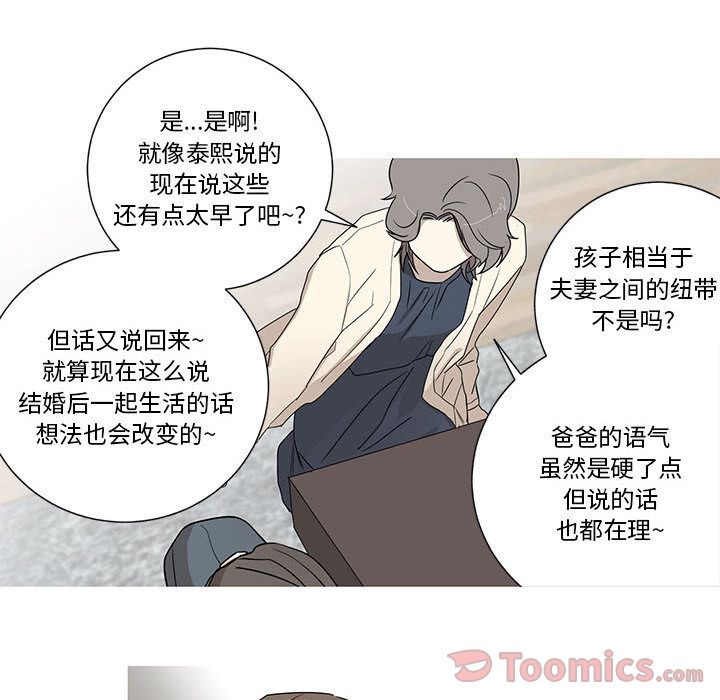 是...是啊!
就像泰熙说的
现在说这些
还有点太早了吧~?
但话又说回来~
就算现在这么说
结婚后一起生活的话
想法也会改变的~
孩子相当于
夫妻之间的纽带
不是吗?
爸爸的语气
虽然是硬了点
但说的话
也都在理~
Toomics.com